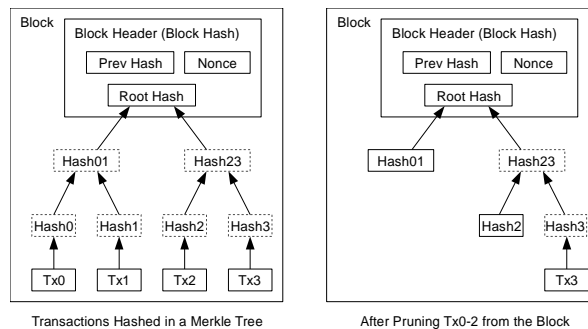 Block
Block Header (Block Hash)
Prev Hash
Nonce
Root Hash
Hash01
Hash23
Hash0
Hash1
Hash2
Hash3
Tx0
Tx1
Tx2
Tx3
Transactions Hashed in a Merkle Tree
Block
Block Header (Block Hash)
Prev Hash
Nonce
Root Hash
Hash01
Hash23
Hash2
Hash3
Tx3
After Pruning Tx0-2 from the Block